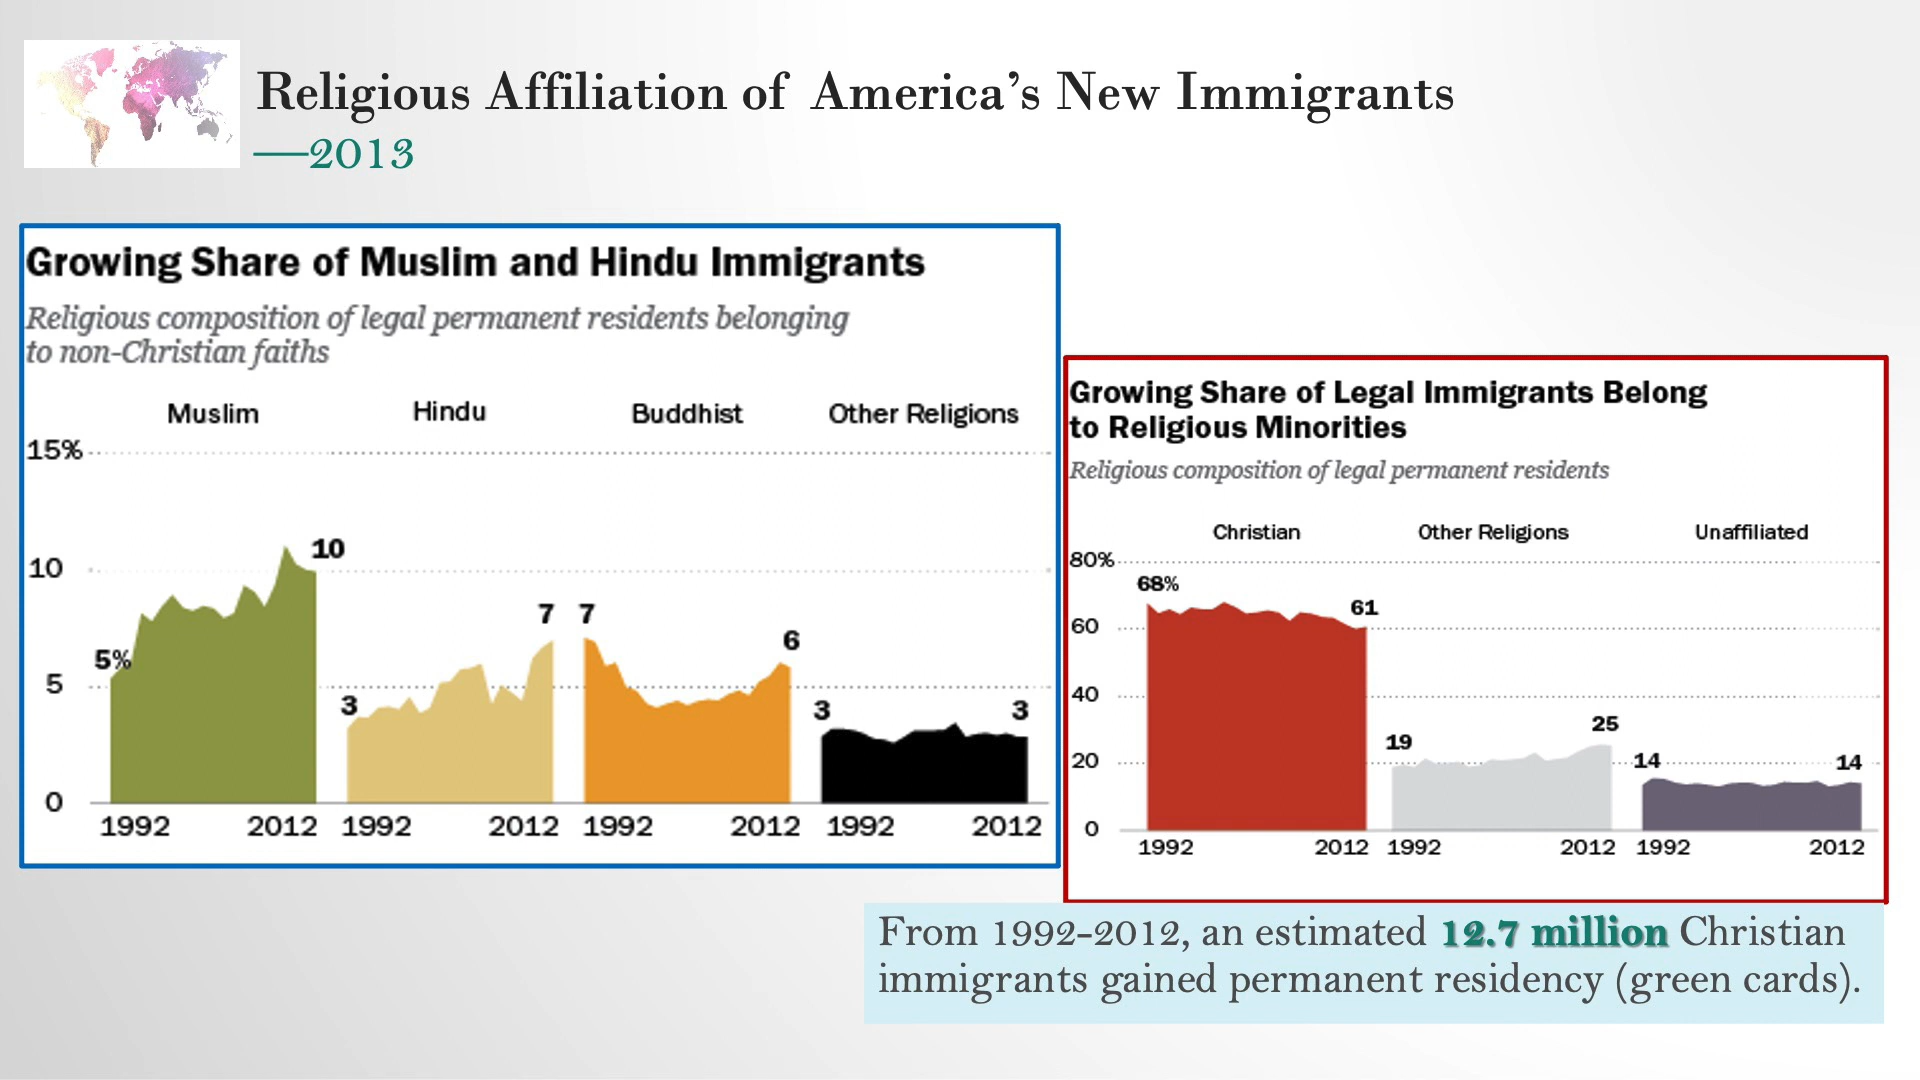 Religious Affiliation of America’s New Immigrants
—2013
Growing Share of Muslim and Hindu Immigrants
Religious composition of legal permanent residents belonging
to non-Christian faiths
Muslim Hindu Buddhist Other Religions
15%
10
5
0
5% 10
3 7
7 6
3 3
1992 2012 1992 2012 1992 2012 1992 2012
Growing Share of Legal Immigrants Belong
to Religious Minorities
Religious composition of legal permanent residents
Christian Other Religions Unaffiliated
80%
60
40
20
0
68% 61
19 25
14 14
1992 2012 1992 2012 1992 2012
From 1992-2012, an estimated 12.7 million Christian
immigrants gained permanent residency (green cards).